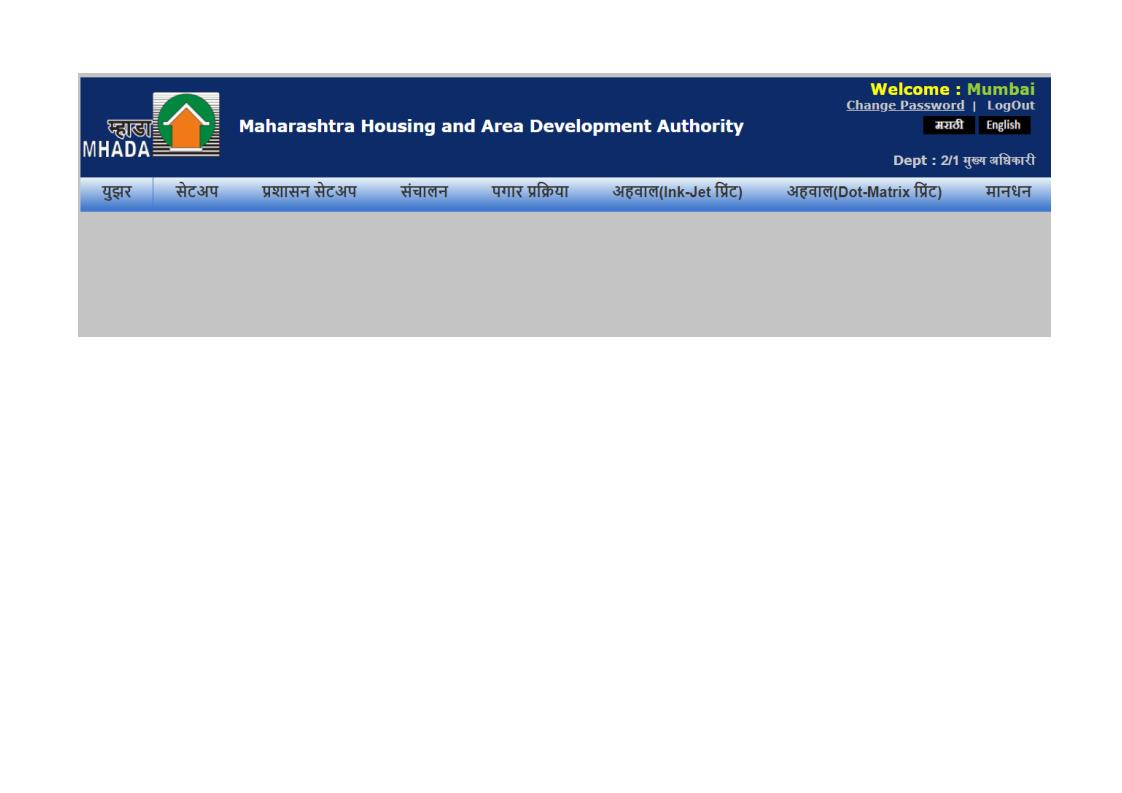 Welcome : Mumbai
Change Password | LogOut
म्हाडा
MHADA
Maharashtra Housing and Area Development Authority
मराठी English
Dept : 2/1 मुख्य अधिकारी
युझर सेटअप प्रशासन सेटअप संचालन पगार प्रक्रिया अहवाल(Ink-Jet प्रिंट) अहवाल(Dot-Matrix प्रिंट) मानधन